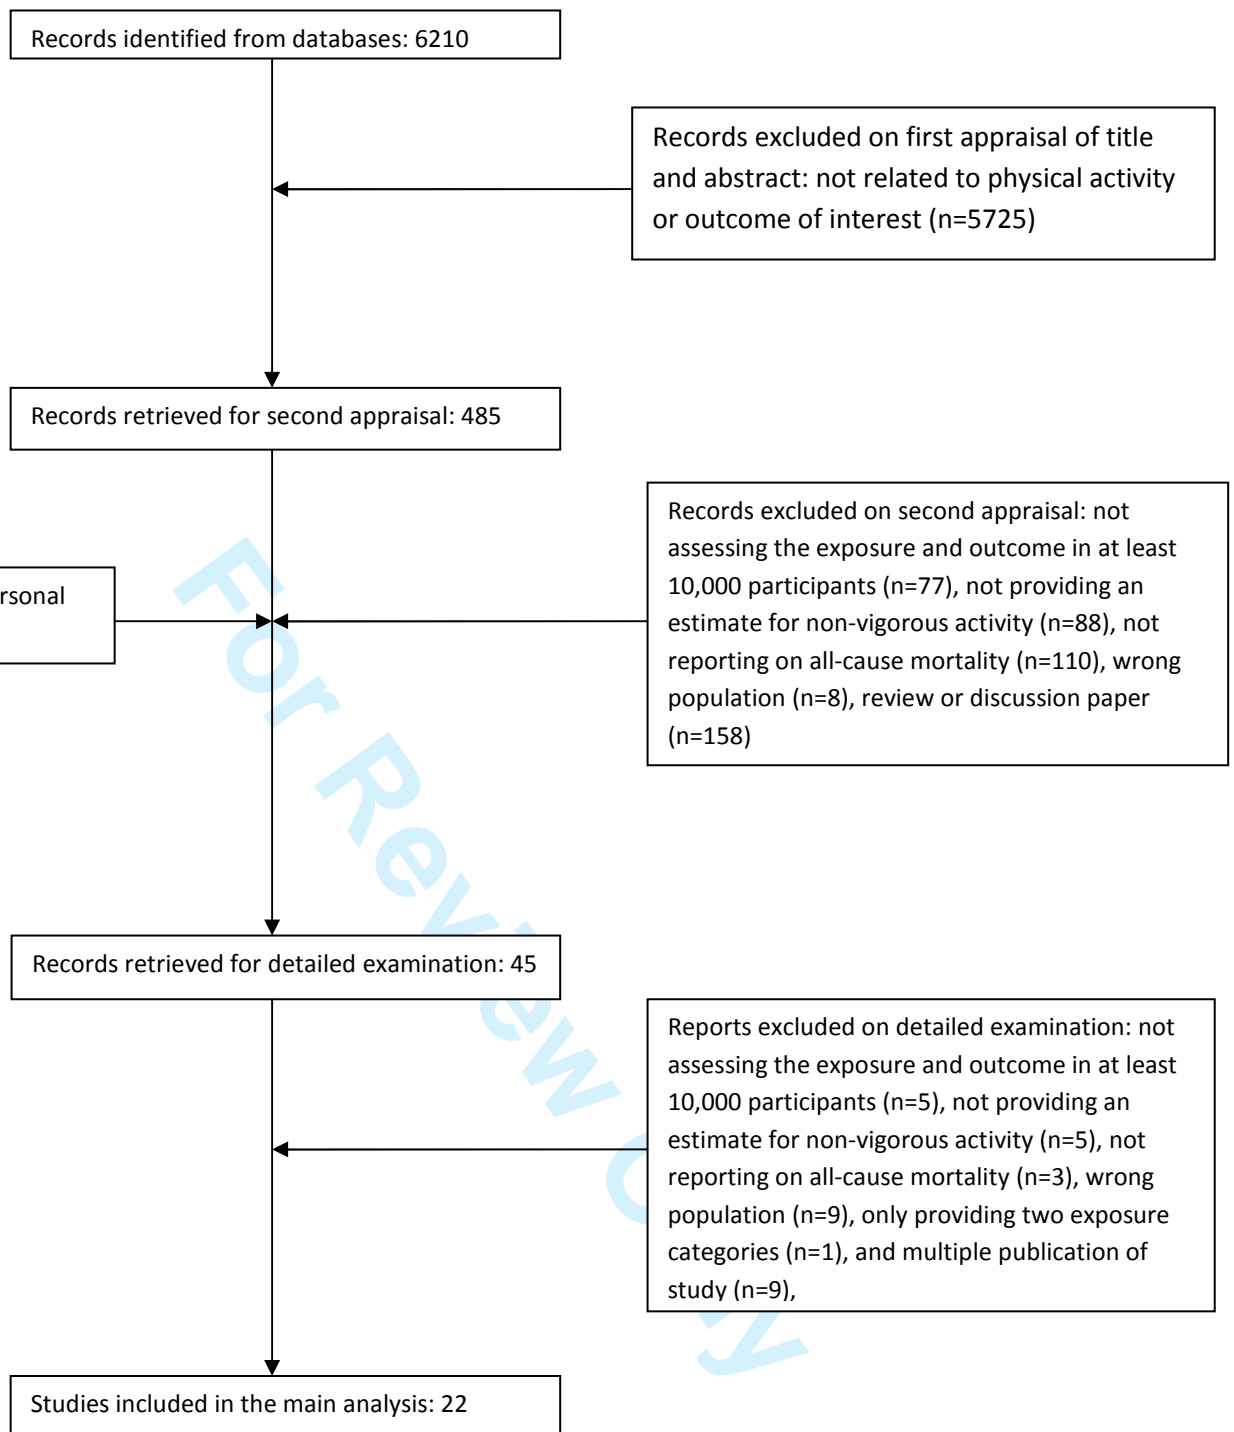 Records identified from databases: 6210
Records excluded on first appraisal of title
and abstract: not related to physical activity
or outcome of interest (n=5725)
Records retrieved for second appraisal: 485
Records excluded on second appraisal: not
assessing the exposure and outcome in at least
10,000 participants (n=77), not providing an
estimate for non-vigorous activity (n=88), not
reporting on all-cause mortality (n=110), wrong
population (n=8), review or discussion paper
(n=158)
Records retrieved for detailed examination: 45
Reports excluded on detailed examination: not
assessing the exposure and outcome in at least
10,000 participants (n=5), not providing an
estimate for non-vigorous activity (n=5), not
reporting on all-cause mortality (n=3), wrong
population (n=9), only providing two exposure
categories (n=1), and multiple publication of
study (n=9),
Studies included in the main analysis: 22
For Review Only